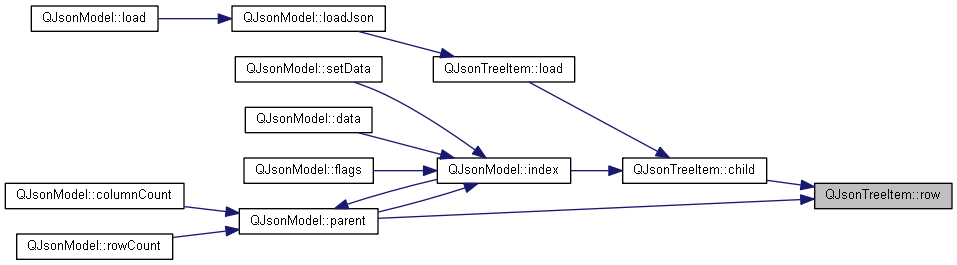 QJsonModel::load
QJsonModel::loadJson
QJsonModel::setData
QJsonTreeItem::load
QJsonModel::data
QJsonModel::flags
QJsonModel::index
QJsonTreeItem::child
QJsonModel::columnCount
QJsonTreeItem::row
QJsonModel::parent
QJsonModel::rowCount